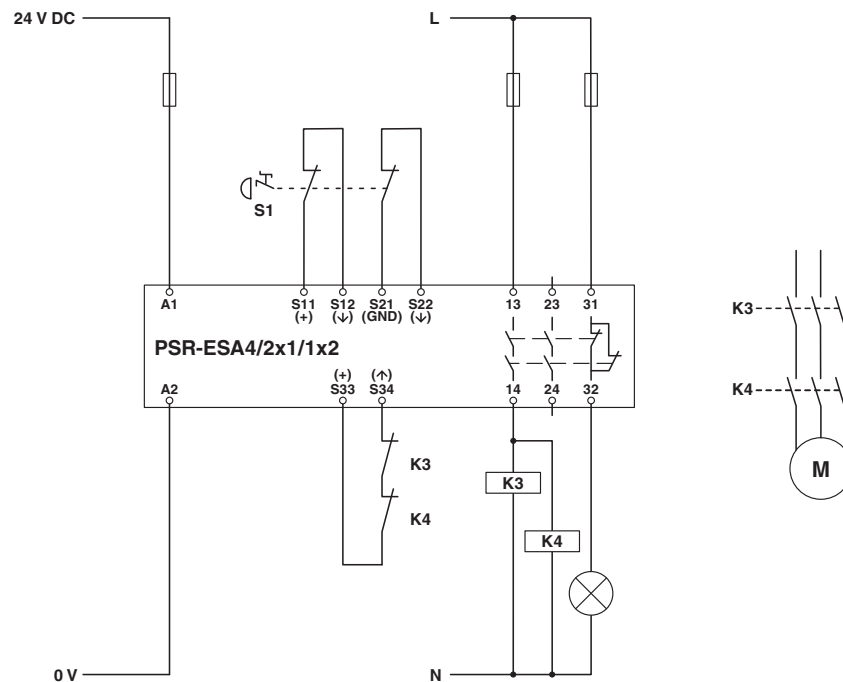 24 V DC
L
S1
A1 S11 S12 S21 S22 13 23 31
(+) (↓) (GND) (↓)
PSR-ESA4/2x1/1x2
(+) (↑)
A2 S33 S34 14 24 32
K3
K4
K3
K4
K3
K4
M
0 V
N